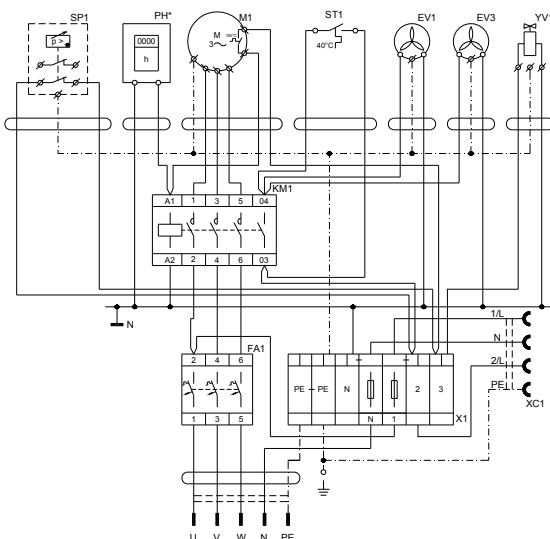 SP1 PH* M1 ST1 EV1 EV3 YV1
p >
0000
h
M
3
40°C
KM1
A1 1 3 5 04
A2 2 4 6 03
N
1/L
N
2/L
PE
XC1
FA1
2 4 6
1 3 5
PE PE N 2 3
N 1
X1
U V W N PE